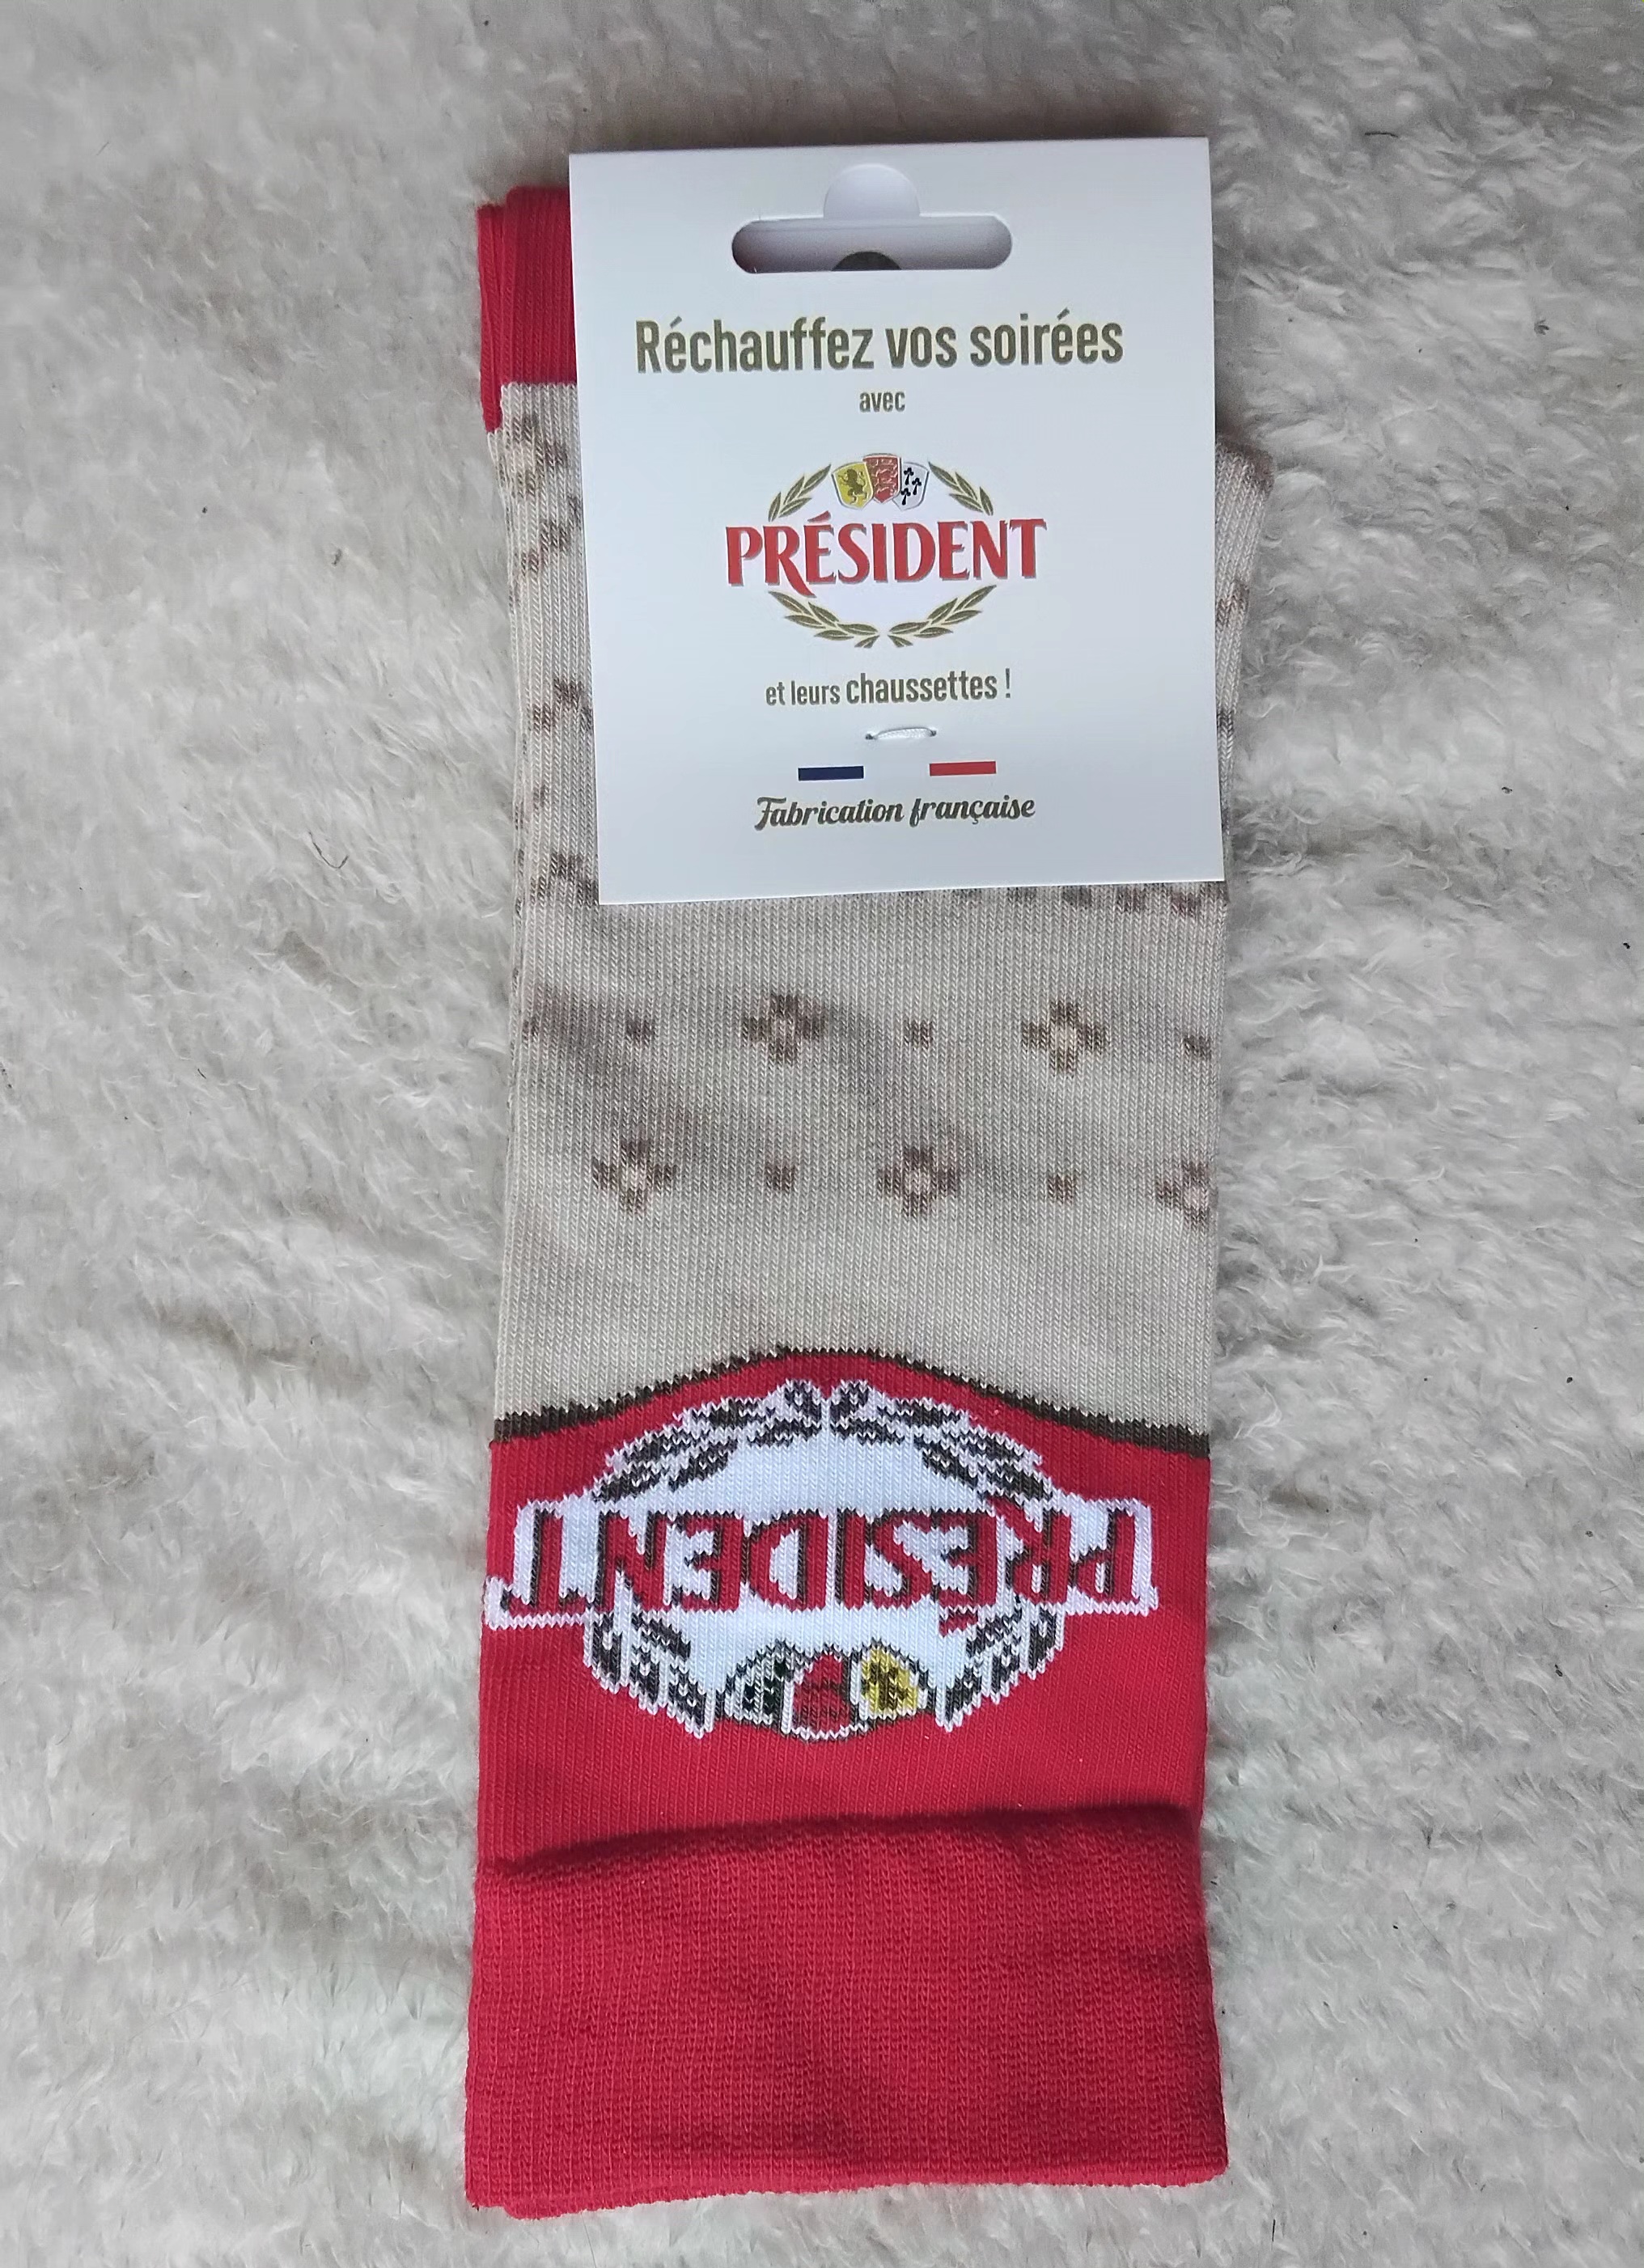 Réchauffez vos soirées
avec
PRÉSIDENT
et leurs chaussettes !
Fabrication française
PRÉSIDENT